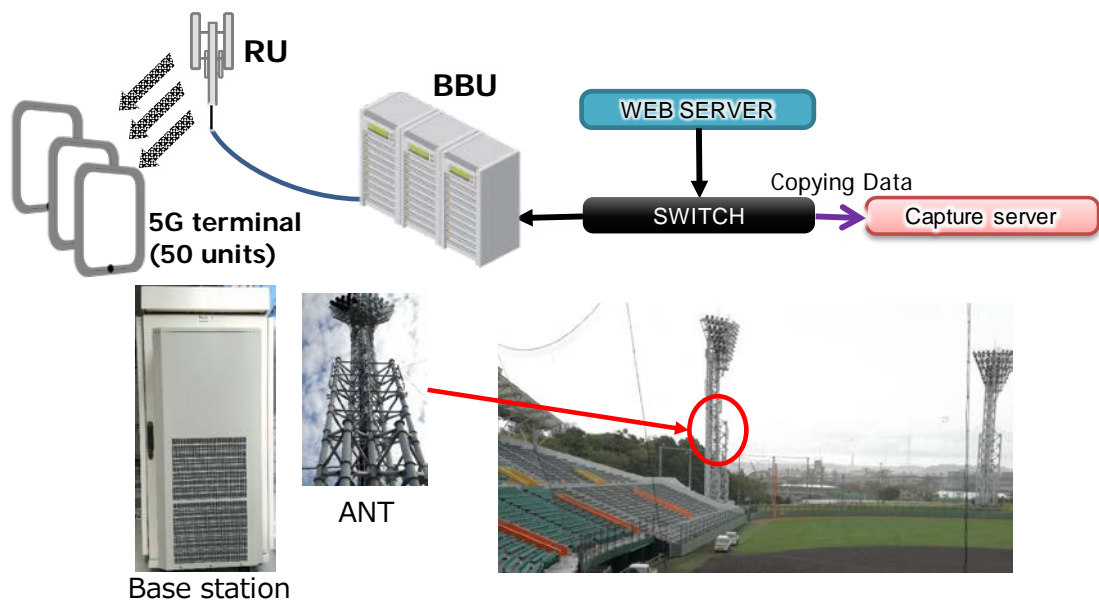 RU
BBU
WEB SERVER
Copying Data
SWITCH
Capture server
5G terminal
(50 units)
ANT
Base station